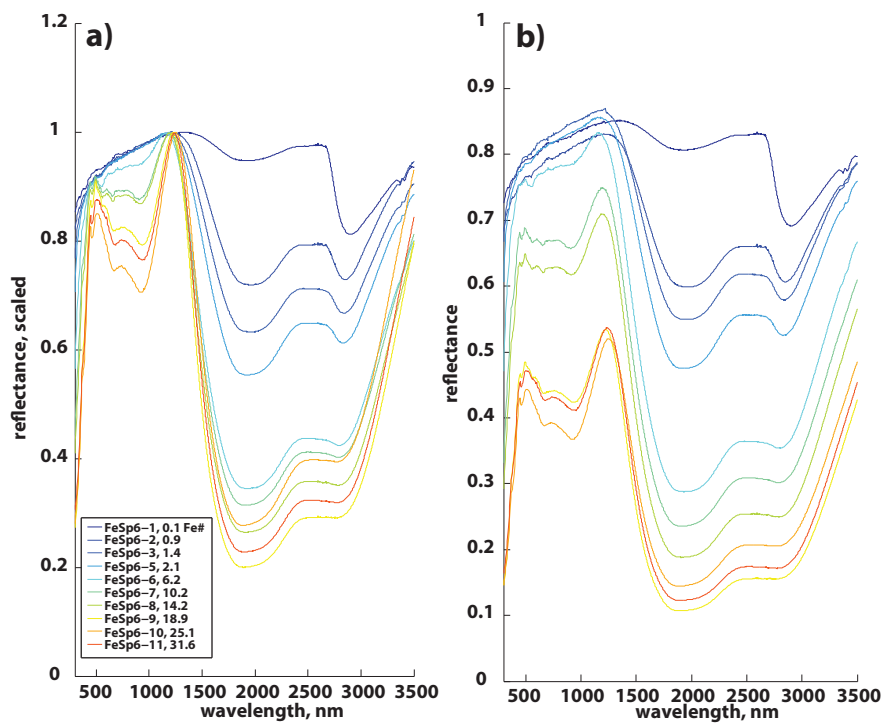 a)
1.2
1
0.8
0.6
0.4
0.2
0
reflectance, scaled
FeSp6−1, 0.1 Fe#
FeSp6−2, 0.9
FeSp6−3, 1.4
FeSp6−5, 2.1
FeSp6−6, 6.2
FeSp6−7, 10.2
FeSp6−8, 14.2
FeSp6−9, 18.9
FeSp6−10, 25.1
FeSp6−11, 31.6
500 1000 1500 2000 2500 3000 3500
wavelength, nm
b)
1
0.9
0.8
0.7
0.6
0.5
0.4
0.3
0.2
0.1
0
reflectance
500 1000 1500 2000 2500 3000 3500
wavelength, nm